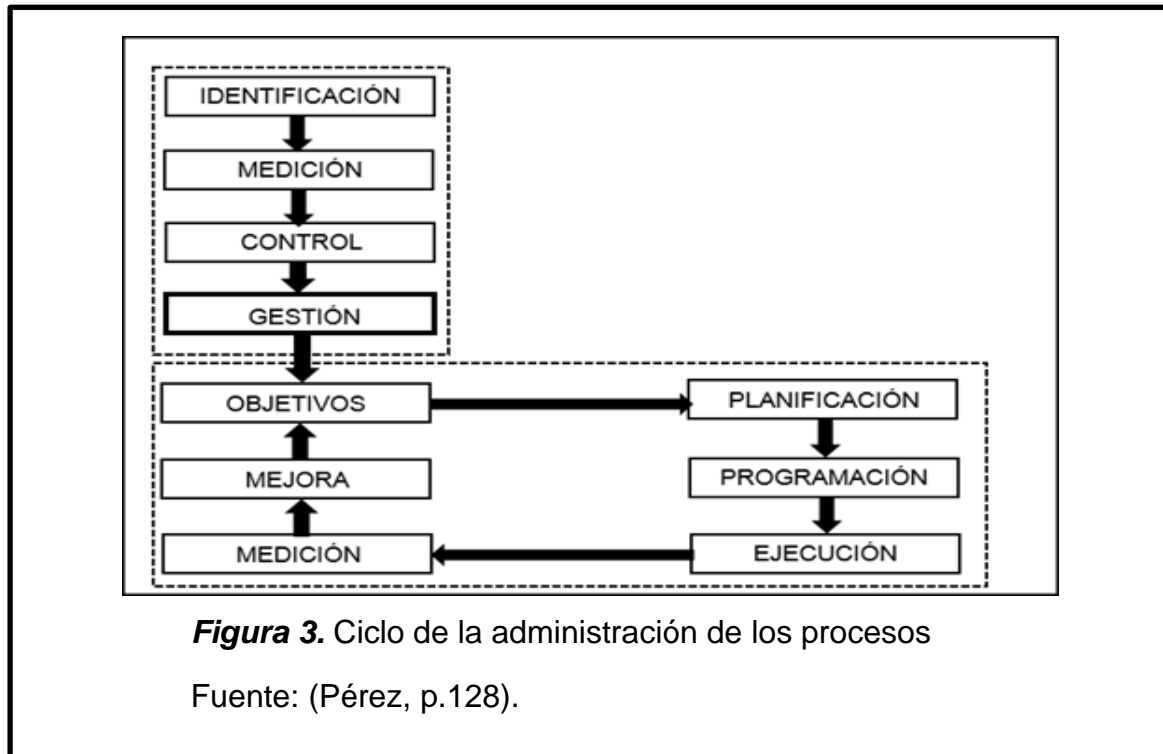 IDENTIFICACIÓN
MEDICIÓN
CONTROL
GESTIÓN
OBJETIVOS
PLANIFICACIÓN
MEJORA
PROGRAMACIÓN
MEDICIÓN
EJECUCIÓN
Figura 3. Ciclo de la administración de los procesos
Fuente: (Pérez, p.128).